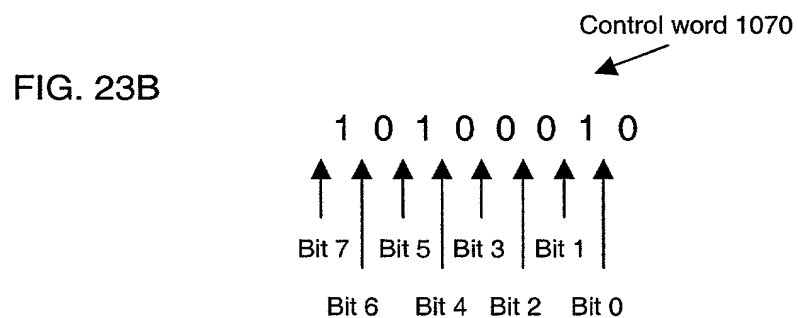 Control word 1070
FIG. 23B
1 0 1 0 0 0 1 0
Bit 7 Bit 5 Bit 3 Bit 1
Bit 6 Bit 4 Bit 2 Bit 0